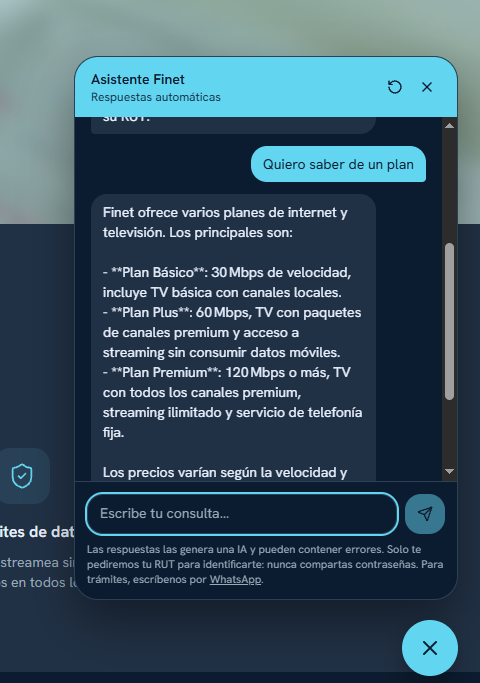 Asistente Finet
Respuestas automáticas
su RUT.
Quiero saber de un plan
Finet ofrece varios planes de internet y
televisión. Los principales son:
- **Plan Básico**: 30 Mbps de velocidad,
incluye TV básica con canales locales.
- **Plan Plus**: 60 Mbps, TV con paquetes
de canales premium y acceso a
streaming sin consumir datos móviles.
- **Plan Premium**: 120 Mbps o más, TV
con todos los canales premium,
streaming ilimitado y servicio de telefonía
fija.
Los precios varían según la velocidad y
Escribe tu consulta...
Las respuestas las genera una IA y pueden contener errores. Solo te
pediremos tu RUT para identificarte: nunca compartas contraseñas. Para
trámites, escríbenos por WhatsApp.
ites de dat
streamea si
s en todos l